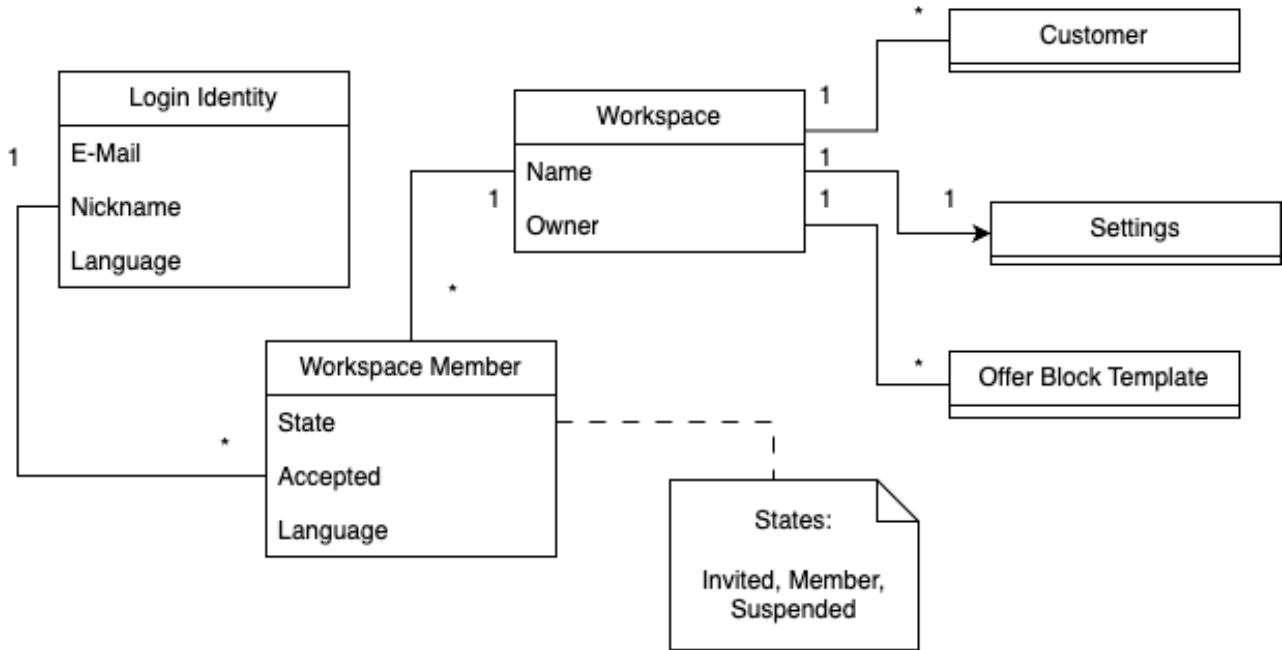 Login Identity
E-Mail
Nickname
Language
1
*
Workspace Member
State
Accepted
Language
*
1
Workspace
Name
Owner
1
*
Customer
1
1
Settings
1
*
Offer Block Template
States:
Invited, Member,
Suspended